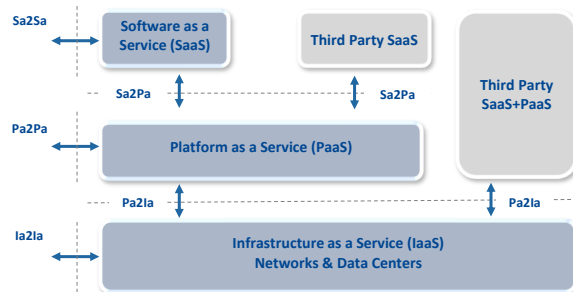 Sa2Sa
Software as a
Service (SaaS)
Third Party SaaS
Third Party
SaaS+PaaS
Sa2Pa
Sa2Pa
Pa2Pa
Platform as a Service (PaaS)
Pa2Ia
Pa2Ia
Ia2Ia
Infrastructure as a Service (IaaS)
Networks & Data Centers